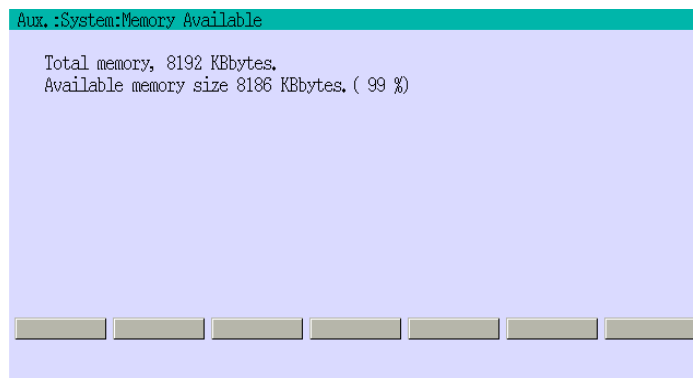 Aux.:System:Memory Available
Total memory, 8192 KBbytes.
Available memory size 8186 KBbytes.( 99 %)